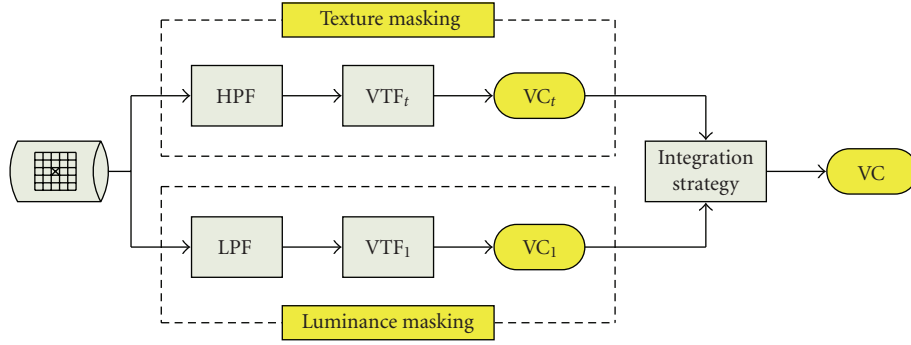 Texture masking
HPF
VTFₜ
VCₜ
Integration
strategy
VC
LPF
VTF₁
VC₁
Luminance masking